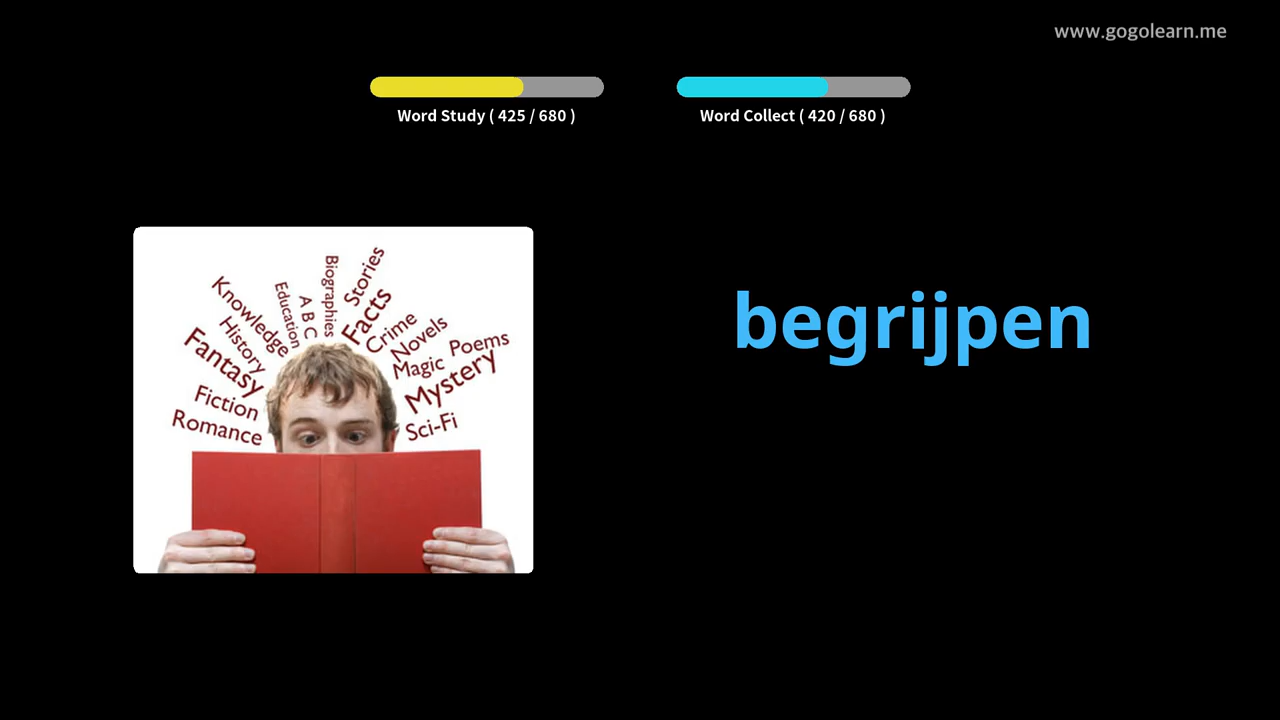 www.gogolearn.me
Word Study ( 425 / 680 )
Word Collect ( 420 / 680 )
begrijpen
Biographies
Stories
Education
A B C
Facts
Knowledge
History
Crime
Novels
Poems
Fantasy
Magic
Mystery
Fiction
Romance
Sci-Fi